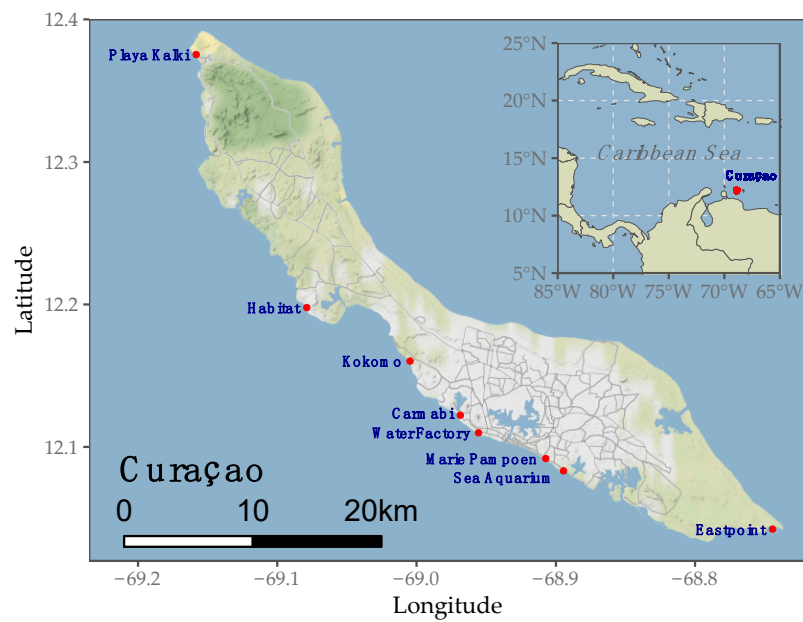 12.4
12.3
12.2
12.1
Latitude
Playa Kalki
Habitat
Kokomo
Carmabi
Water Factory
Marie Pampoen
Sea Aquarium
Eastpoint
Curaçao
0 10 20km
25°N
20°N
15°N
10°N
5°N
Caribbean Sea
Curaçao
85°W 80°W 75°W 70°W 65°W
−69.2 −69.1 −69.0 −68.9 −68.8
Longitude